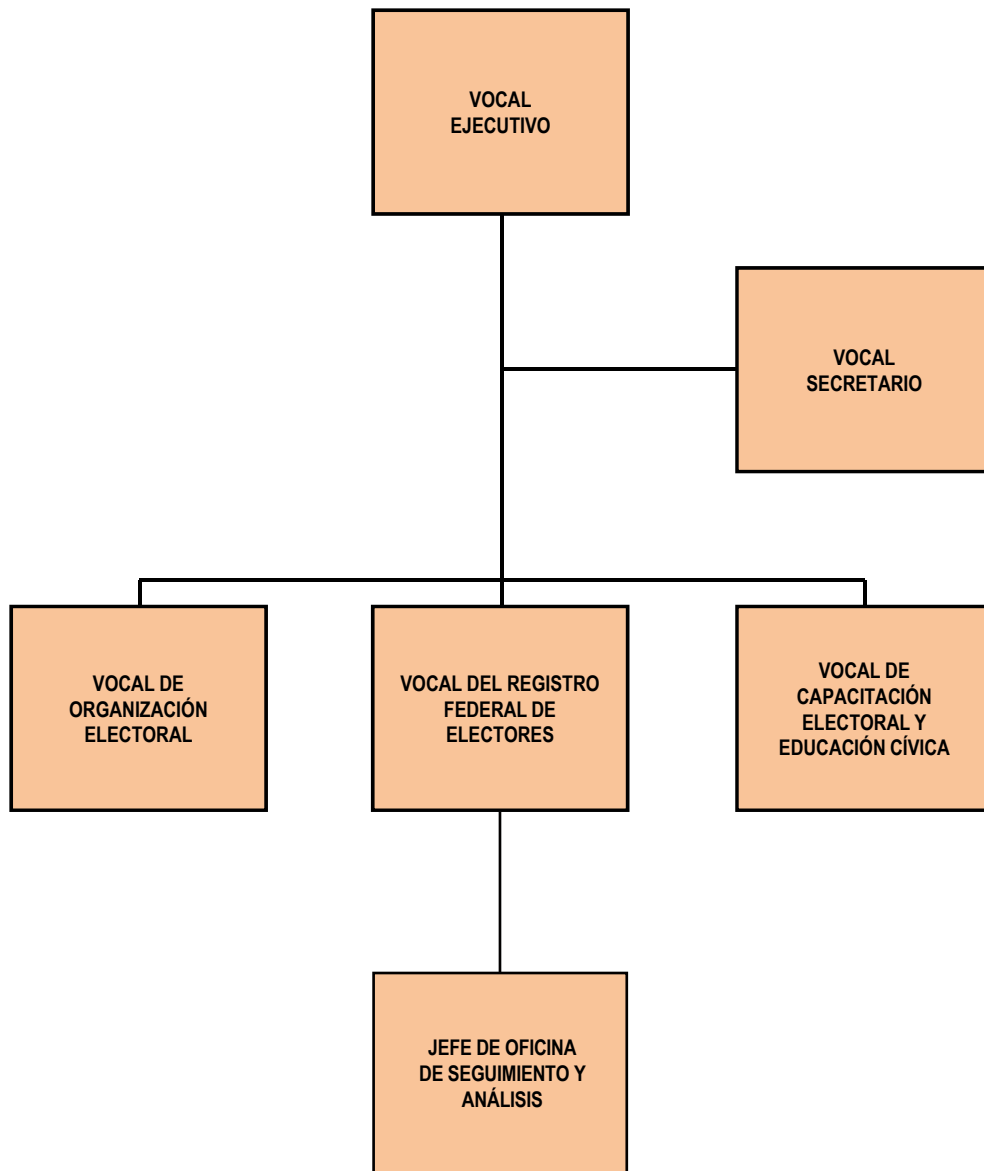 VOCAL
EJECUTIVO
VOCAL
SECRETARIO
VOCAL DE
ORGANIZACIÓN
ELECTORAL
VOCAL DEL REGISTRO
FEDERAL DE
ELECTORES
VOCAL DE
CAPACITACIÓN
ELECTORAL Y
EDUCACIÓN CÍVICA
JEFE DE OFICINA
DE SEGUIMIENTO Y
ANÁLISIS